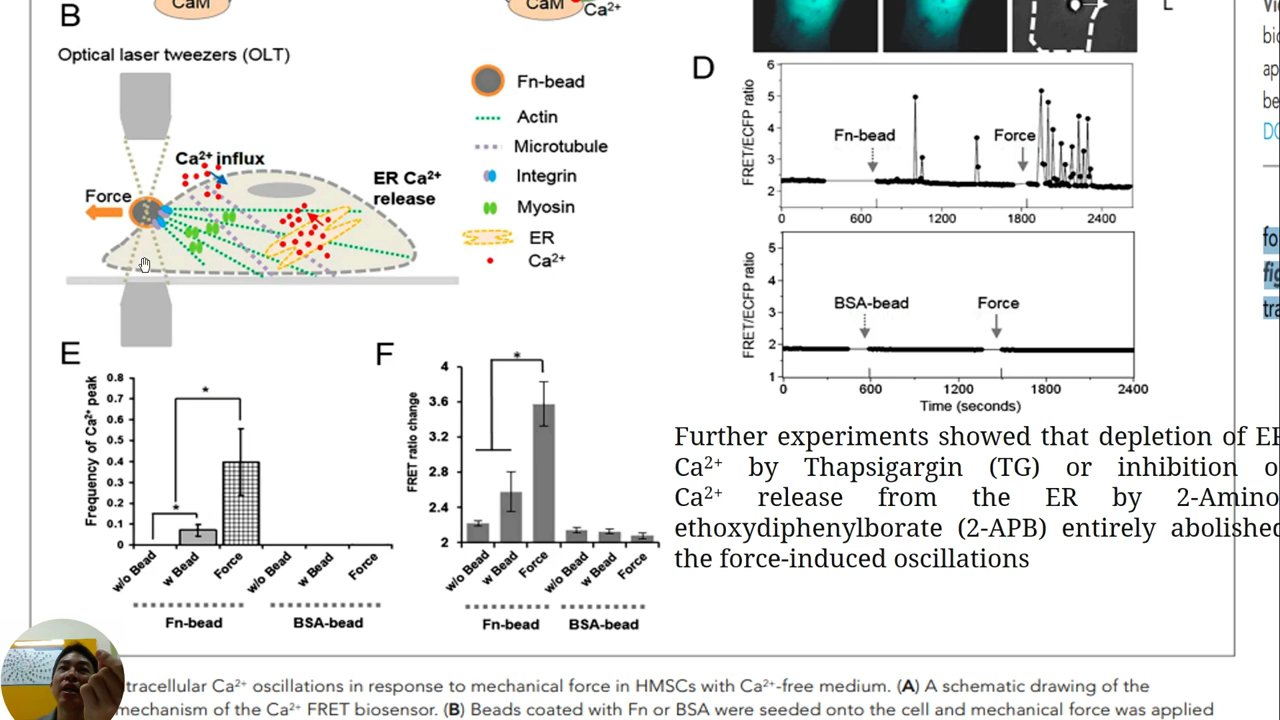 B
CaM
CaM
Ca²⁺
Optical laser tweezers (OLT)
Ca²⁺ influx
Force
ER Ca²⁺
release
Fn-bead
Actin
Microtubule
Integrin
Myosin
ER
Ca²⁺
D
FRET/ECFP ratio
6
5
4
3
2
Fn-bead
Force
0
600
1200
1800
2400
FRET/ECFP ratio
5
4
3
2
1
BSA-bead
Force
0
600
1200
1800
2400
Time (seconds)
E
Frequency of Ca²⁺ peak
0.8
0.7
0.6
0.5
0.4
0.3
0.2
0.1
0
*
*
w/o Bead
w Bead
Force
w/o Bead
w Bead
Force
Fn-bead
BSA-bead
F
FRET ratio change
4
3.6
3.2
2.8
2.4
2
*
w/o Bead
w Bead
Force
w/o Bead
w Bead
Force
Fn-bead
BSA-bead
Further experiments showed that depletion of
Ca²⁺ by Thapsigargin (TG) or inhibition
Ca²⁺ release from the ER by 2-Amino
ethoxydiphenylborate (2-APB) entirely abolished
the force-induced oscillations
tracellular Ca²⁺ oscillations in response to mechanical force in HMSCs with Ca²⁺-free medium. (A) A schematic drawing of the
mechanism of the Ca²⁺ FRET biosensor. (B) Beads coated with Fn or BSA were seeded onto the cell and mechanical force was applied
bio
ap
be
DO
fo
fig
tra